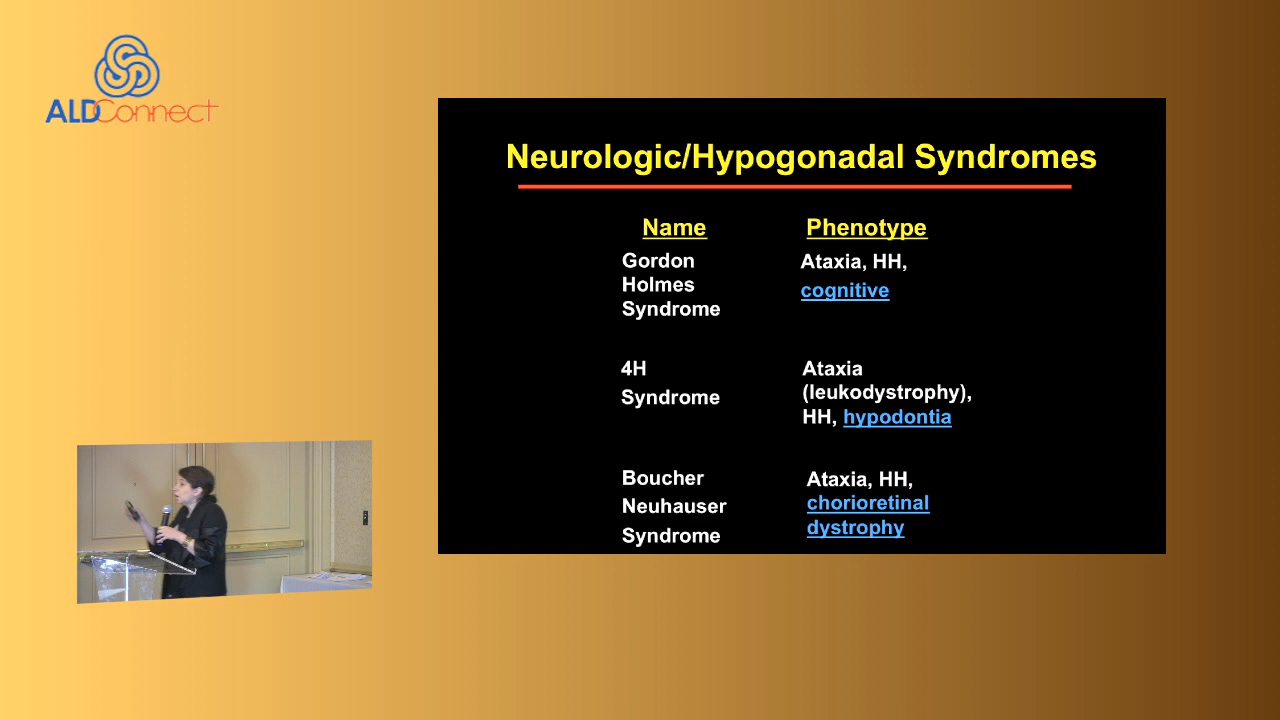 ALDConnect
Neurologic/Hypogonadal Syndromes
Name
Phenotype
Gordon
Holmes
Syndrome
Ataxia, HH,
cognitive
4H
Syndrome
Ataxia
(leukodystrophy),
HH, hypodontia
Boucher
Neuhauser
Syndrome
Ataxia, HH,
chorioretinal
dystrophy